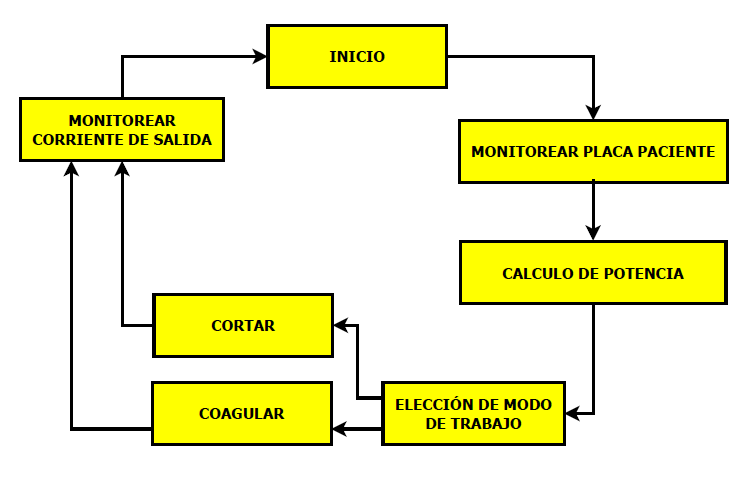 INICIO
MONITOREAR
CORRIENTE DE SALIDA
MONITOREAR PLACA PACIENTE
CALCULO DE POTENCIA
CORTAR
COAGULAR
ELECCIÓN DE MODO
DE TRABAJO